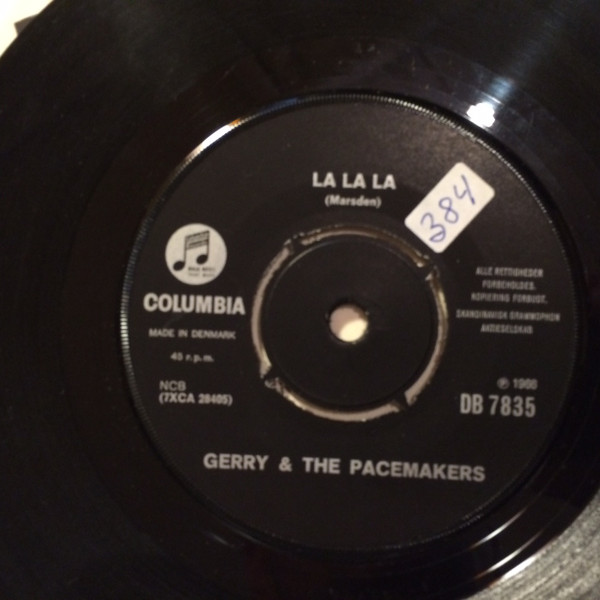 LA LA LA
(Marsden)
384
COLUMBIA
MADE IN DENMARK
45 r.p.m.
NCB
(7XCA 28405)
ALLE RETTIGHEDER
FORBEHOLDES.
KOPIERING FORBUDT.
SKANDINAVISK GRAMMOPHON
AKTIESELSKAB
℗ 1966
DB 7835
GERRY & THE PACEMAKERS